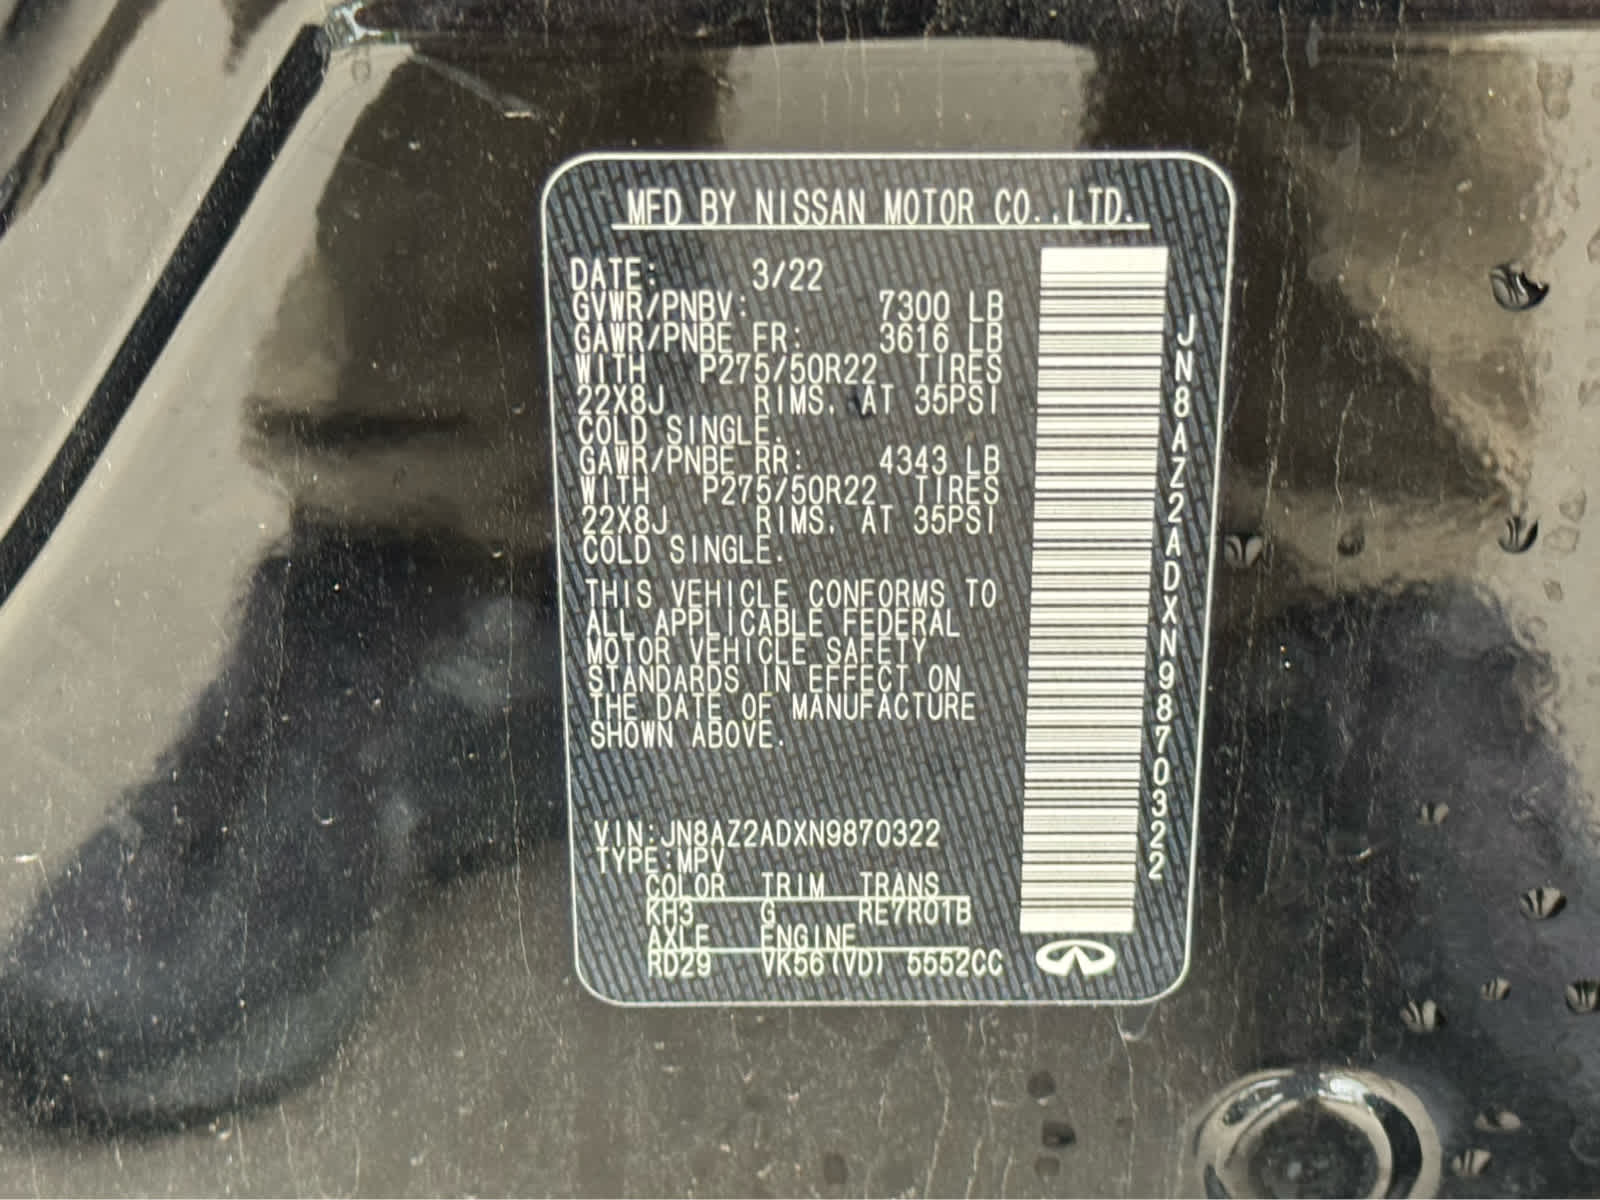 MFD BY NISSAN MOTOR CO.,LTD.
DATE: 3/22
GVWR/PNBV: 7300 LB
GAWR/PNBE FR: 3616 LB
WITH P275/50R22 TIRES
22X8J RIMS. AT 35PSI
COLD SINGLE.
GAWR/PNBE RR: 4343 LB
WITH P275/50R22 TIRES
22X8J RIMS. AT 35PSI
COLD SINGLE.
THIS VEHICLE CONFORMS TO
ALL APPLICABLE FEDERAL
MOTOR VEHICLE SAFETY
STANDARDS IN EFFECT ON
THE DATE OF MANUFACTURE
SHOWN ABOVE.
VIN:JN8AZ2ADXN9870322
TYPE:MPV
COLOR TRIM TRANS
KH3 G RE7R01B
AXLE ENGINE
RD29 VK56(VD) 5552CC
JN8AZ2ADXN9870322